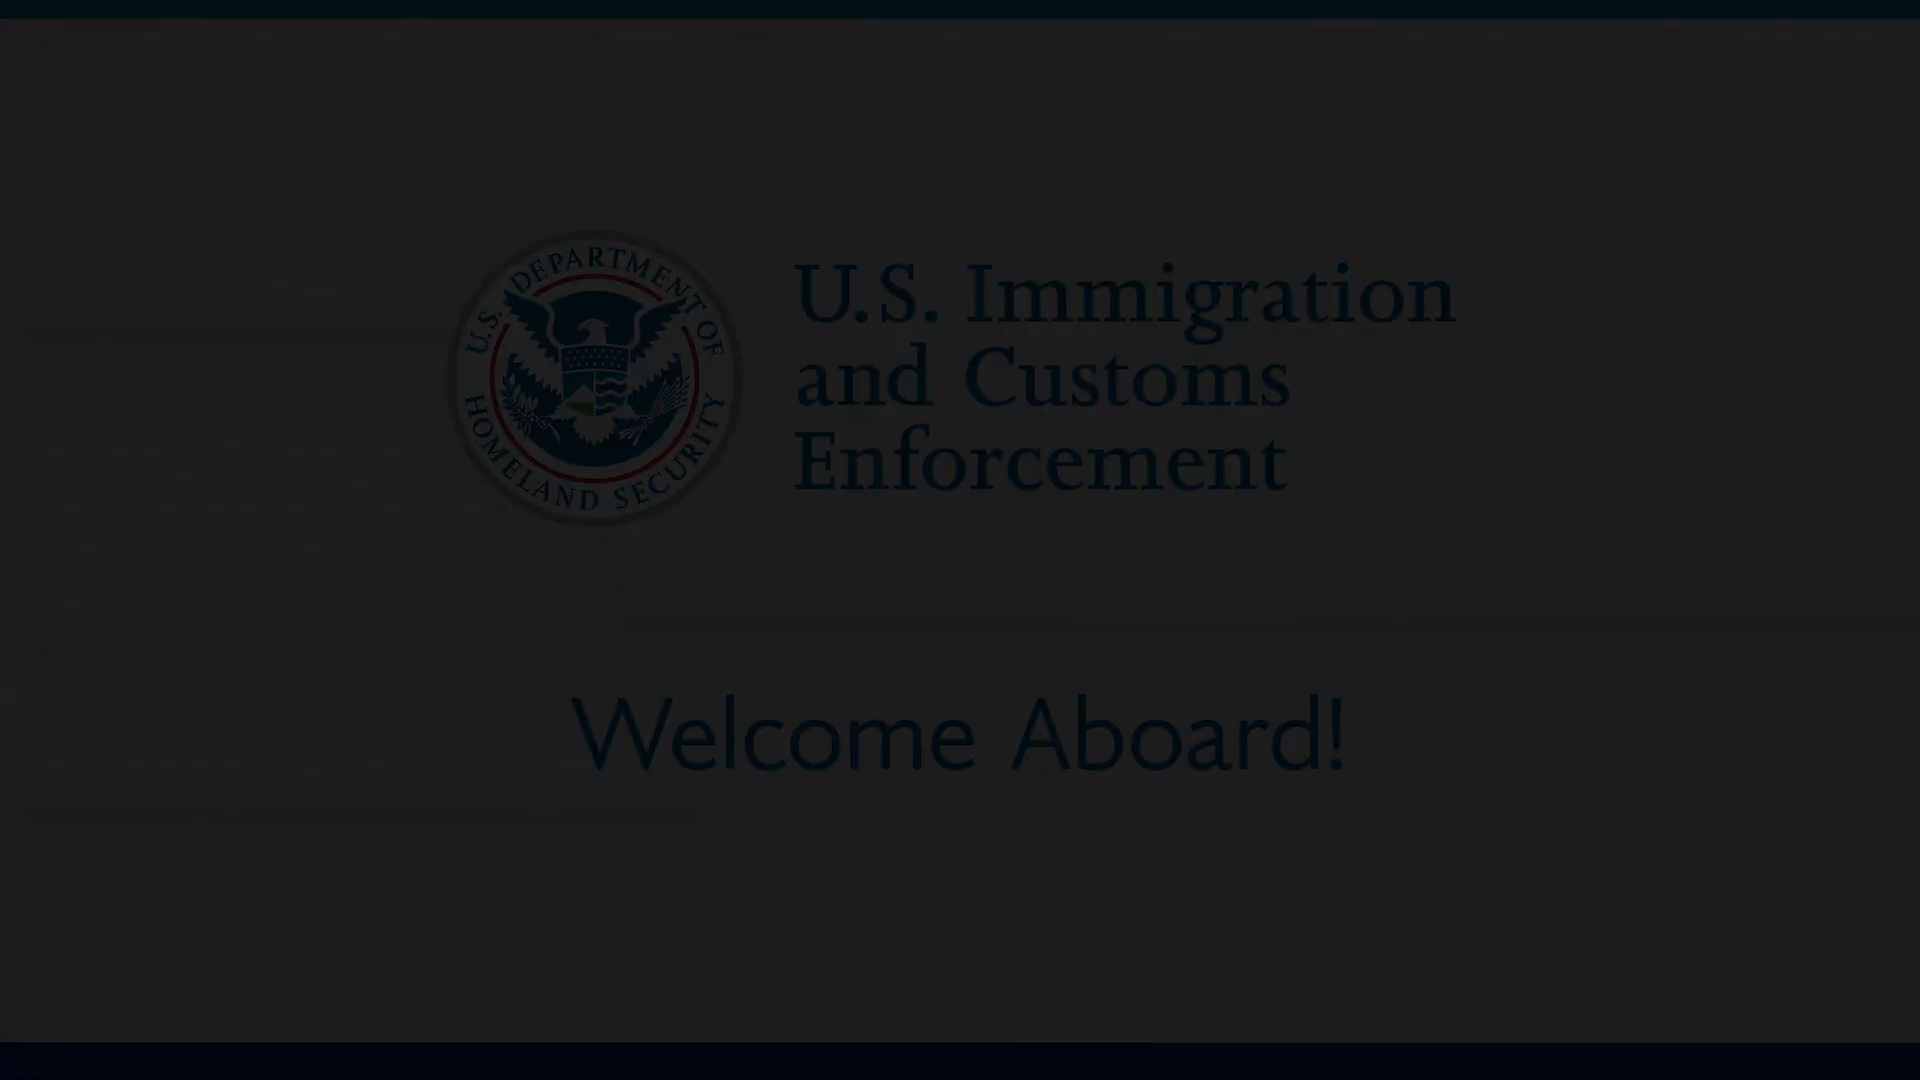 U.S. DEPARTMENT OF
HOMELAND SECURITY
U.S. Immigration
and Customs
Enforcement
Welcome Aboard!